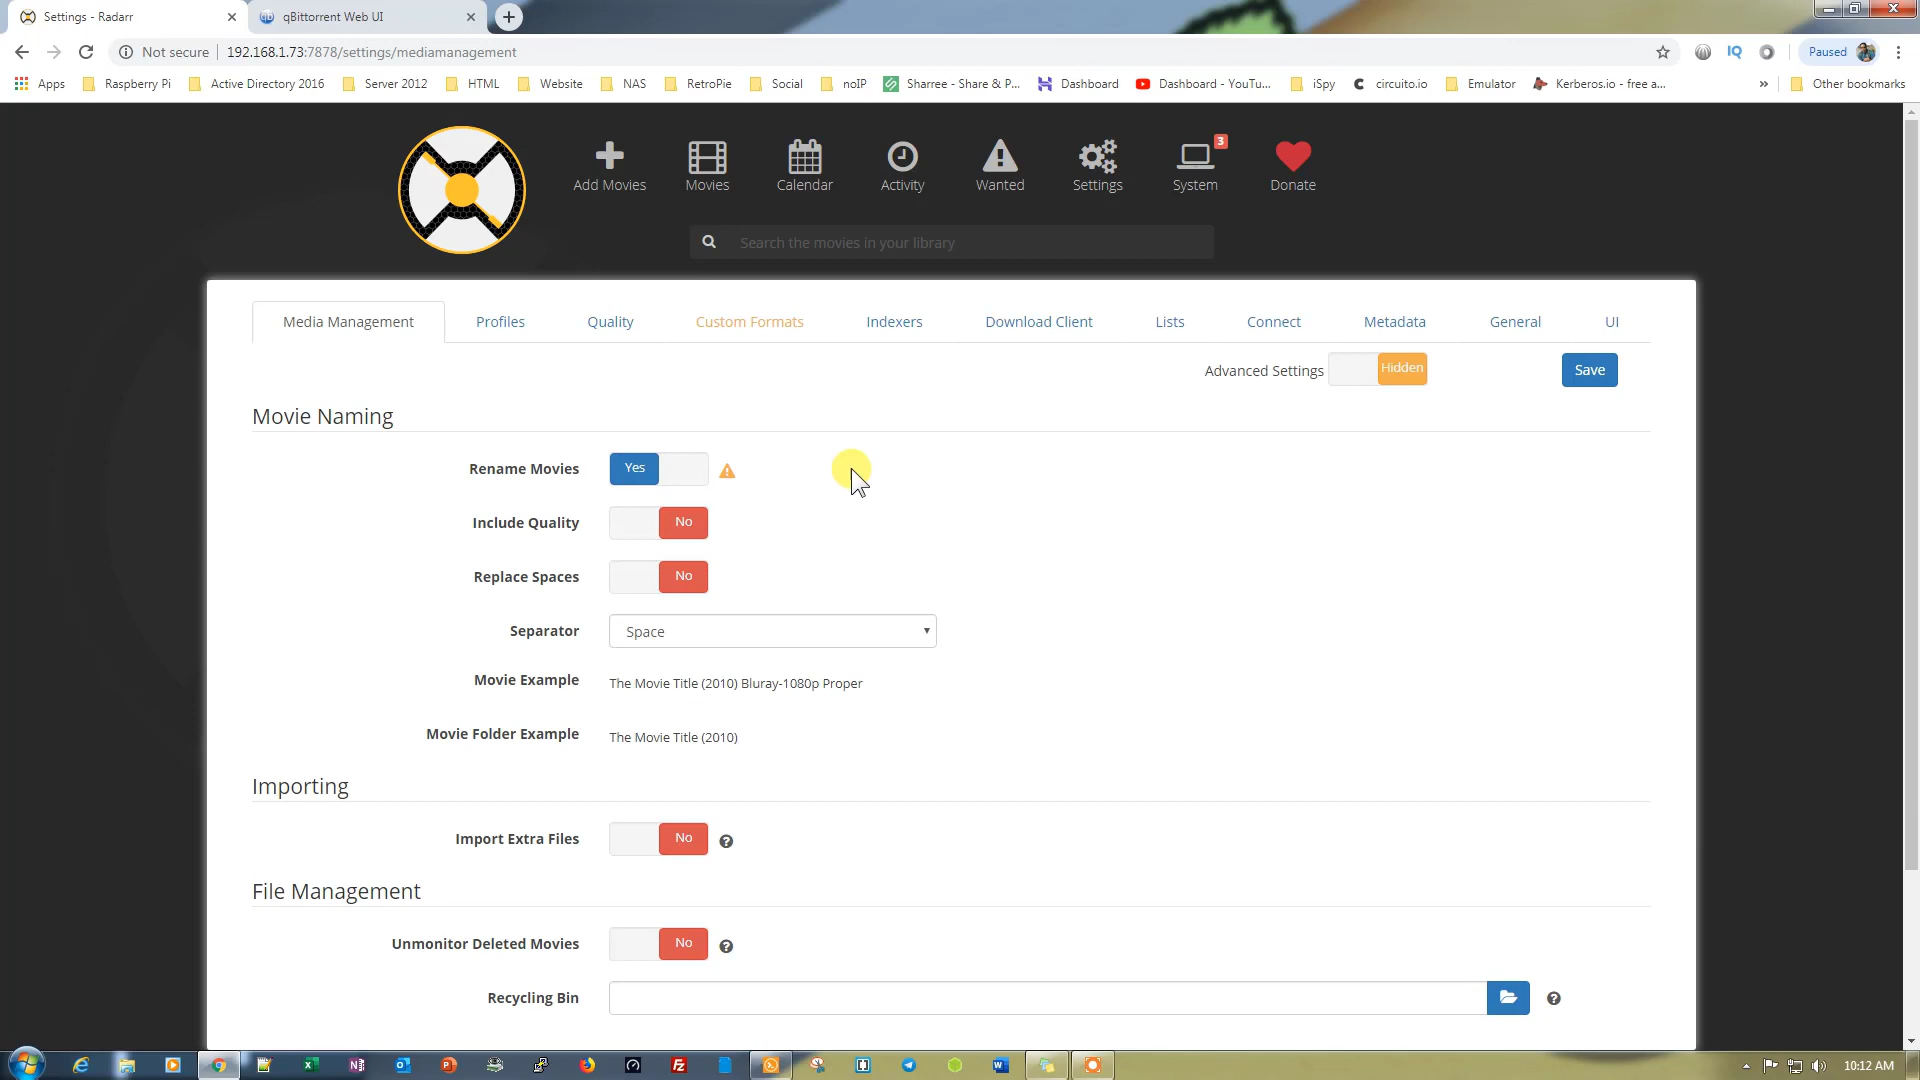 Settings - Radarr
qBittorrent Web UI
Not secure
192.168.1.73:7878/settings/mediamanagement
IQ
Paused
Apps
Raspberry Pi
Active Directory 2016
Server 2012
HTML
Website
NAS
RetroPie
Social
noIP
Sharree - Share & P...
Dashboard
Dashboard - YouTu...
iSpy
circuito.io
Emulator
Kerberos.io - free a...
»
Other bookmarks
Add Movies
Movies
Calendar
Activity
Wanted
Settings
3
System
Donate
Search the movies in your library
Media Management
Profiles
Quality
Custom Formats
Indexers
Download Client
Lists
Connect
Metadata
General
UI
Advanced Settings
Hidden
Save
Movie Naming
Rename Movies
Yes
Include Quality
No
Replace Spaces
No
Separator
Space
Movie Example
The Movie Title (2010) Bluray-1080p Proper
Movie Folder Example
The Movie Title (2010)
Importing
Import Extra Files
No
File Management
Unmonitor Deleted Movies
No
Recycling Bin
10:12 AM